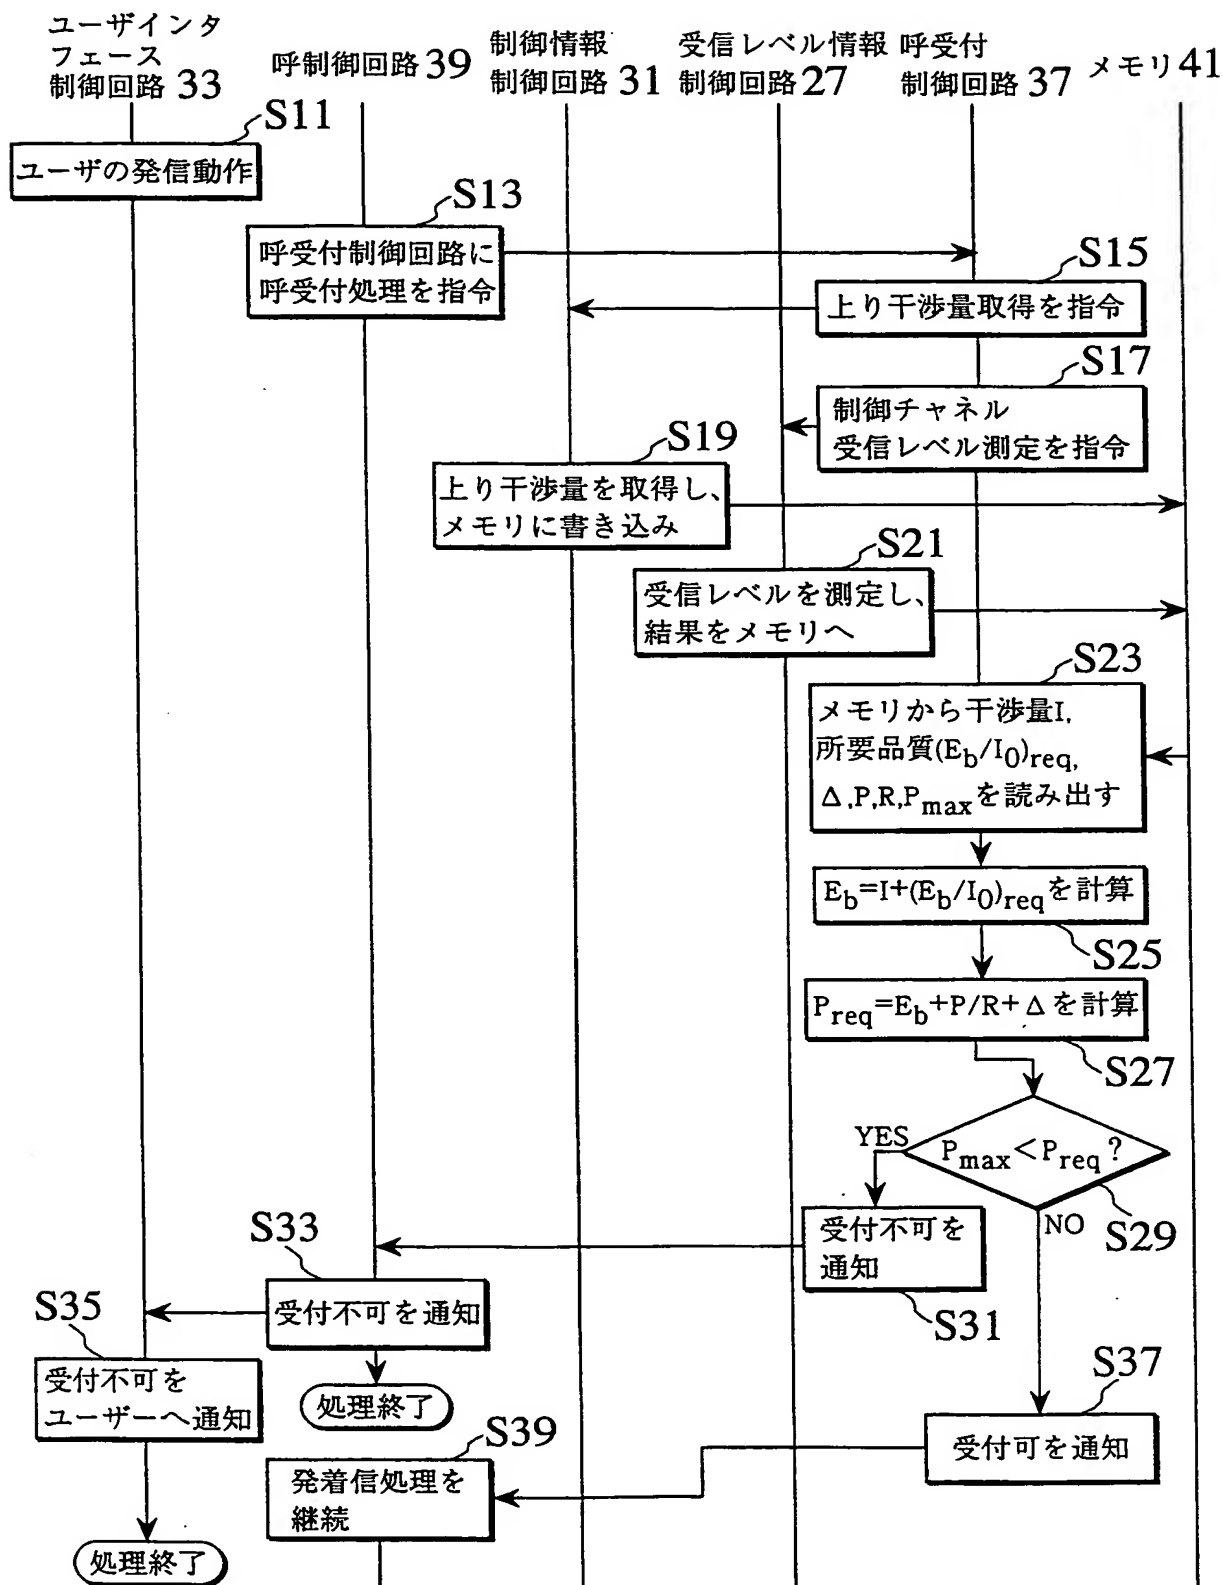 ユーザインタ
フェース
制御回路 33
呼制御回路 39
制御情報
制御回路 31
受信レベル情報
制御回路 27
呼受付
制御回路 37
メモリ 41
S11
ユーザの発信動作
S13
呼受付制御回路に
呼受付処理を指令
S15
上り干渉量取得を指令
S17
制御チャネル
受信レベル測定を指令
S19
上り干渉量を取得し、
メモリに書き込み
S21
受信レベルを測定し、
結果をメモリへ
S23
メモリから干渉量I,
所要品質(Eb/I0)req,
Δ,P,R,Pmaxを読み出す
Eb=I+(Eb/I0)reqを計算
S25
Preq=Eb+P/R+Δを計算
S27
YES
Pmax<Preq?
S29
NO
受付不可を
通知
S31
S33
受付不可を通知
処理終了
S35
受付不可を
ユーザーへ通知
処理終了
S37
受付可を通知
S39
発着信処理を
継続